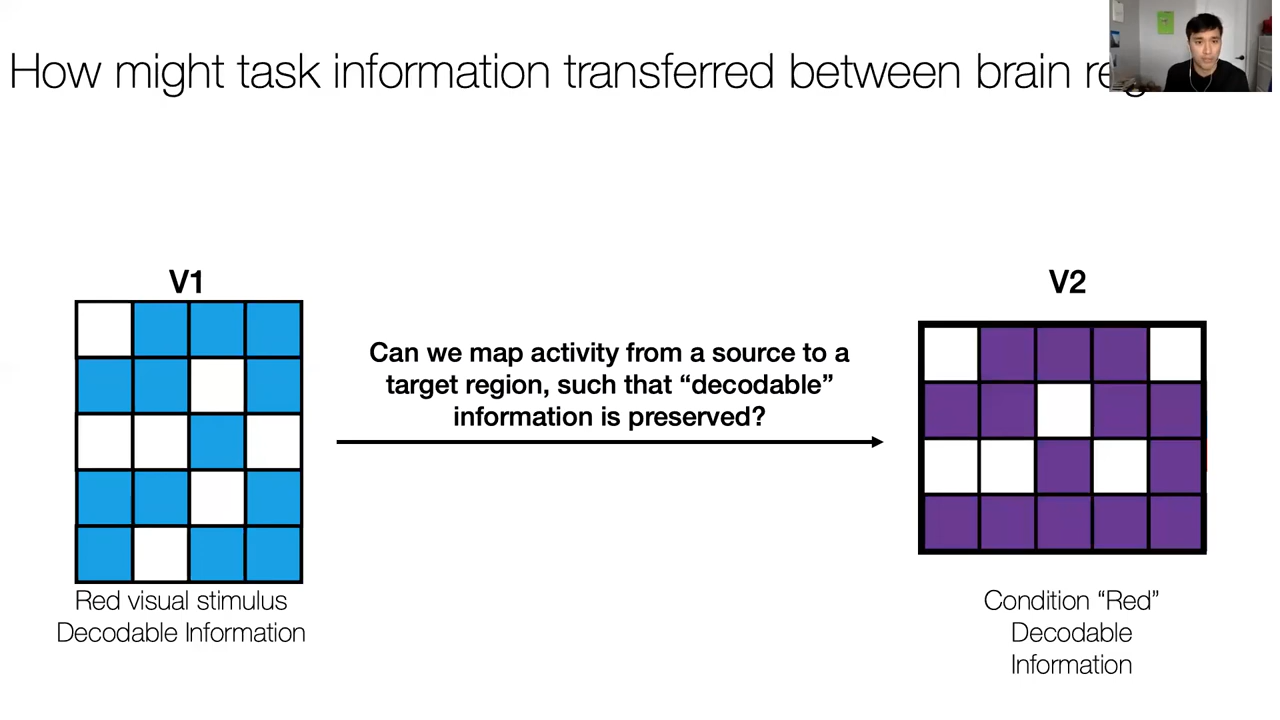 How might task information transferred between brain
V1
V2
Can we map activity from a source to a
target region, such that “decodable”
information is preserved?
Red visual stimulus
Decodable Information
Condition “Red”
Decodable
Information